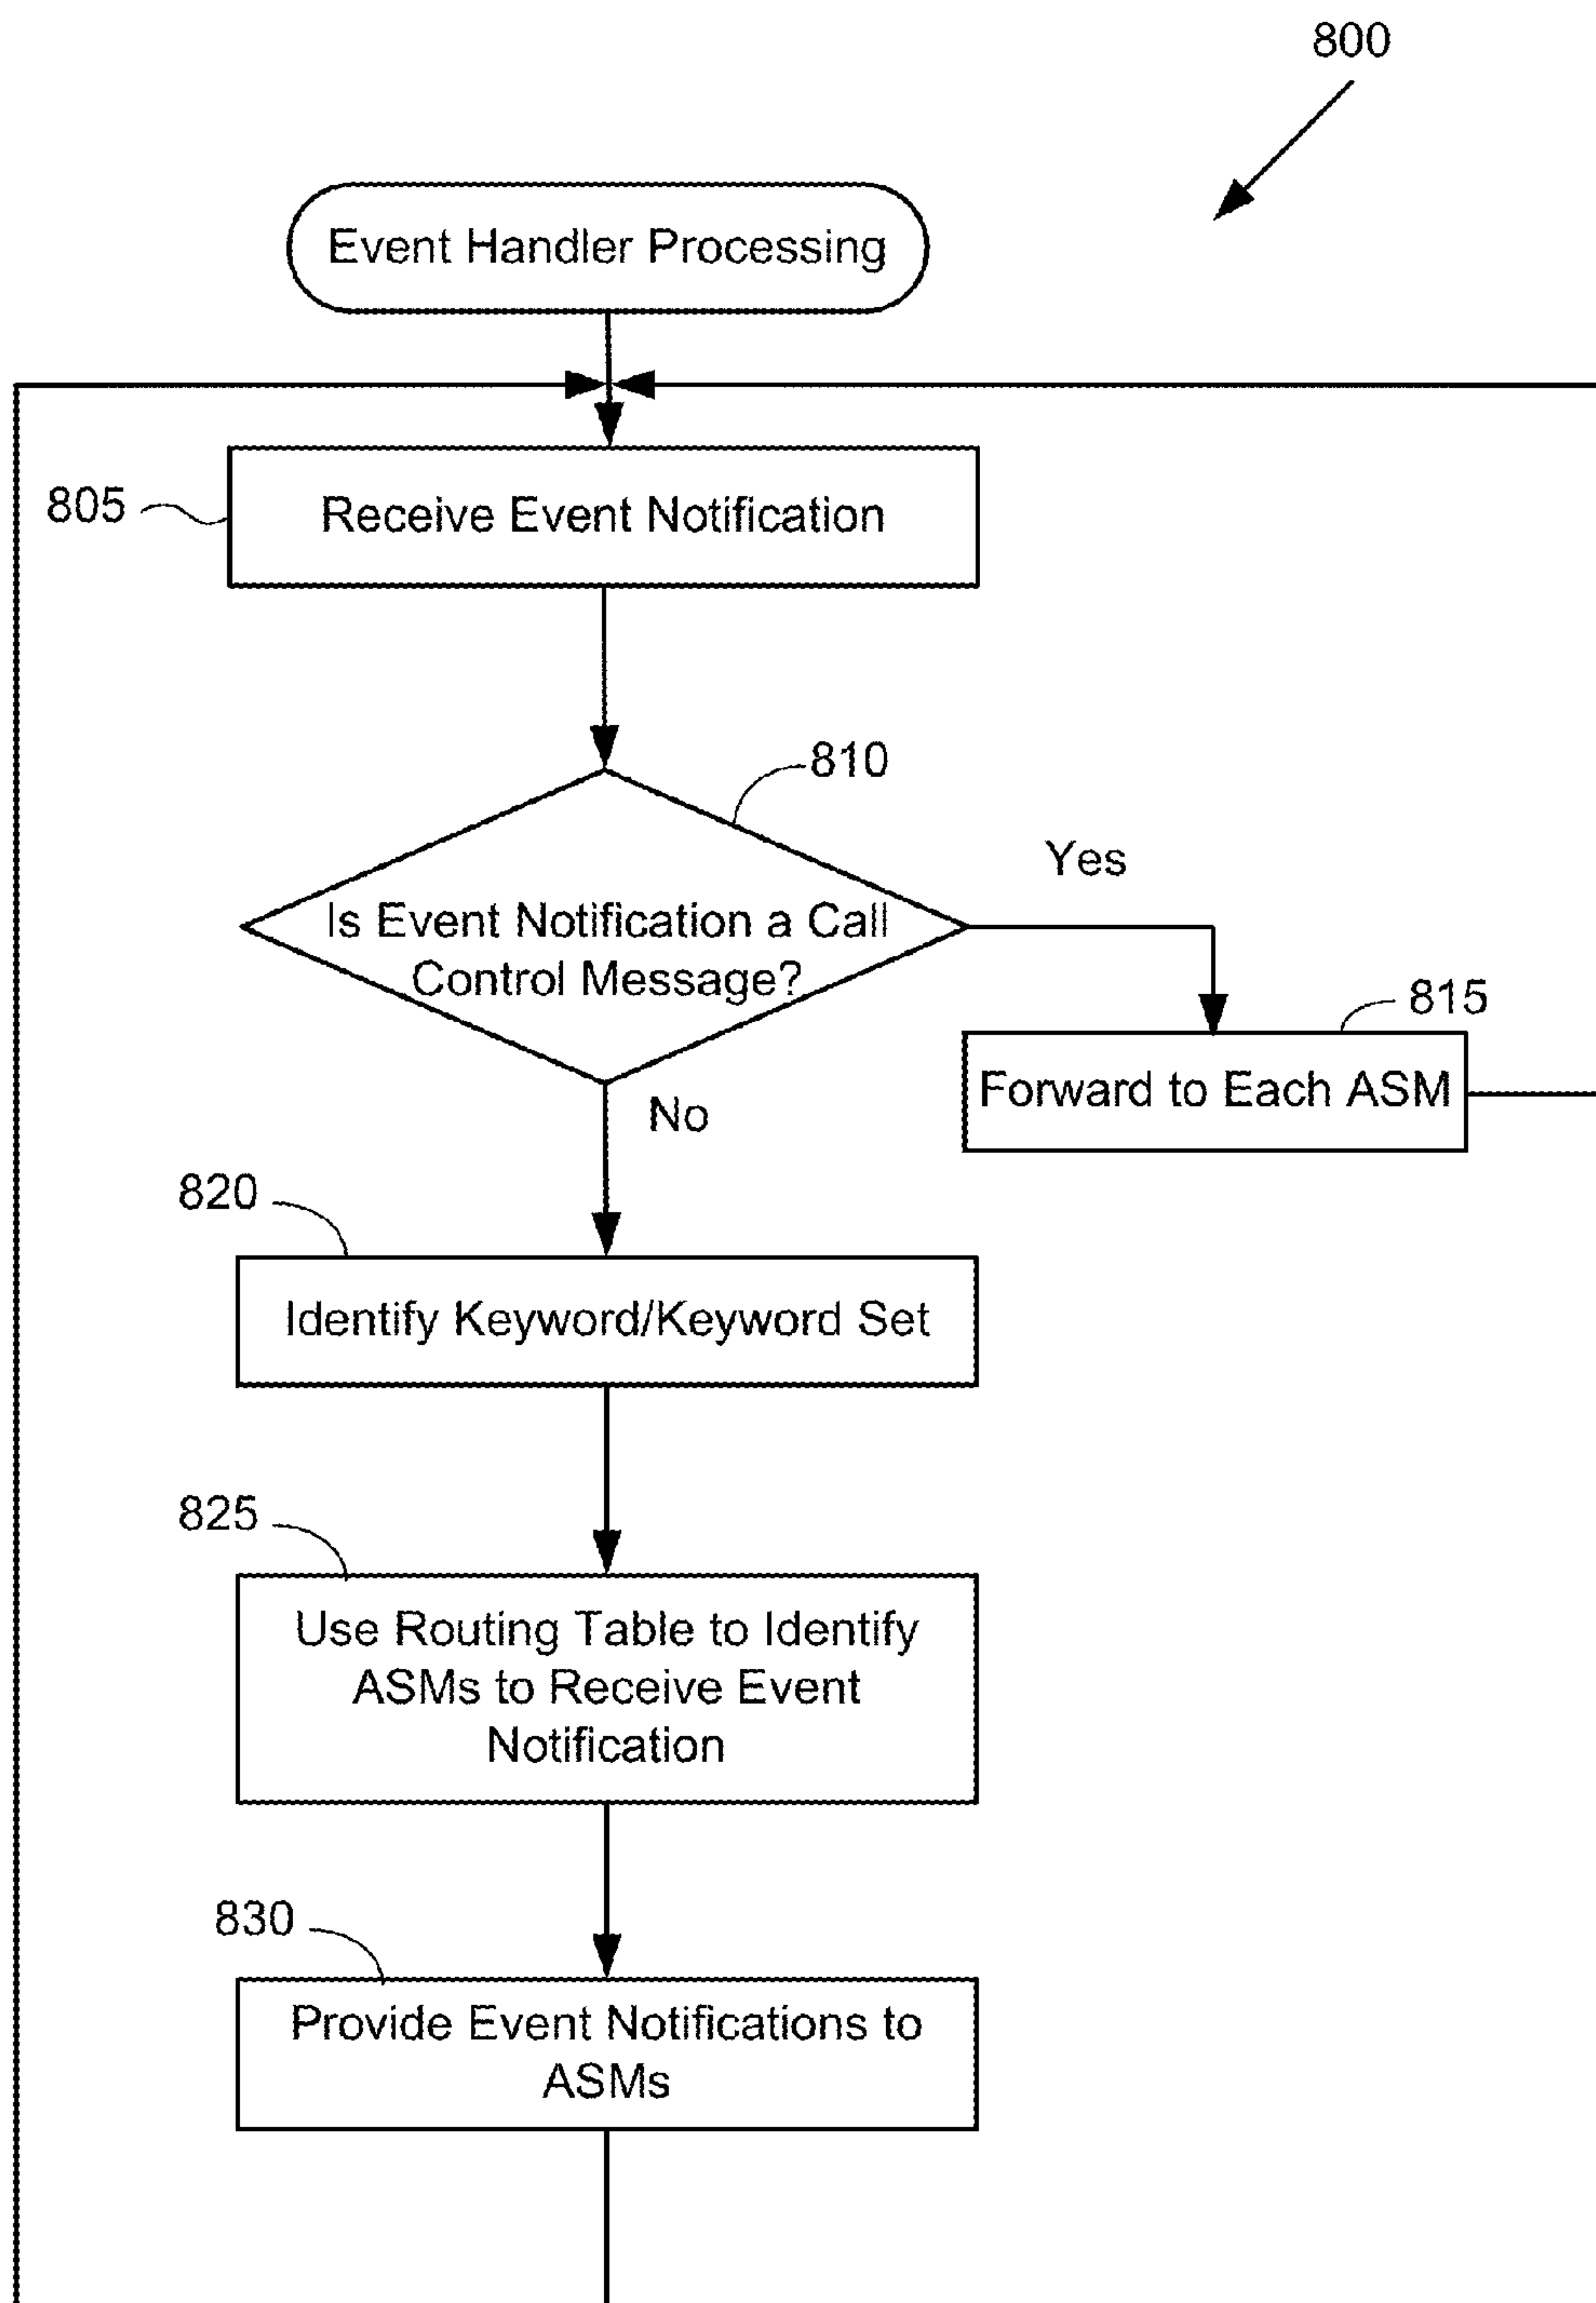 800
Event Handler Processing
805
Receive Event Notification
810
Yes
Is Event Notification a Call
Control Message?
815
Forward to Each ASM
No
820
Identify Keyword/Keyword Set
825
Use Routing Table to Identify
ASMs to Receive Event
Notification
830
Provide Event Notifications to
ASMs